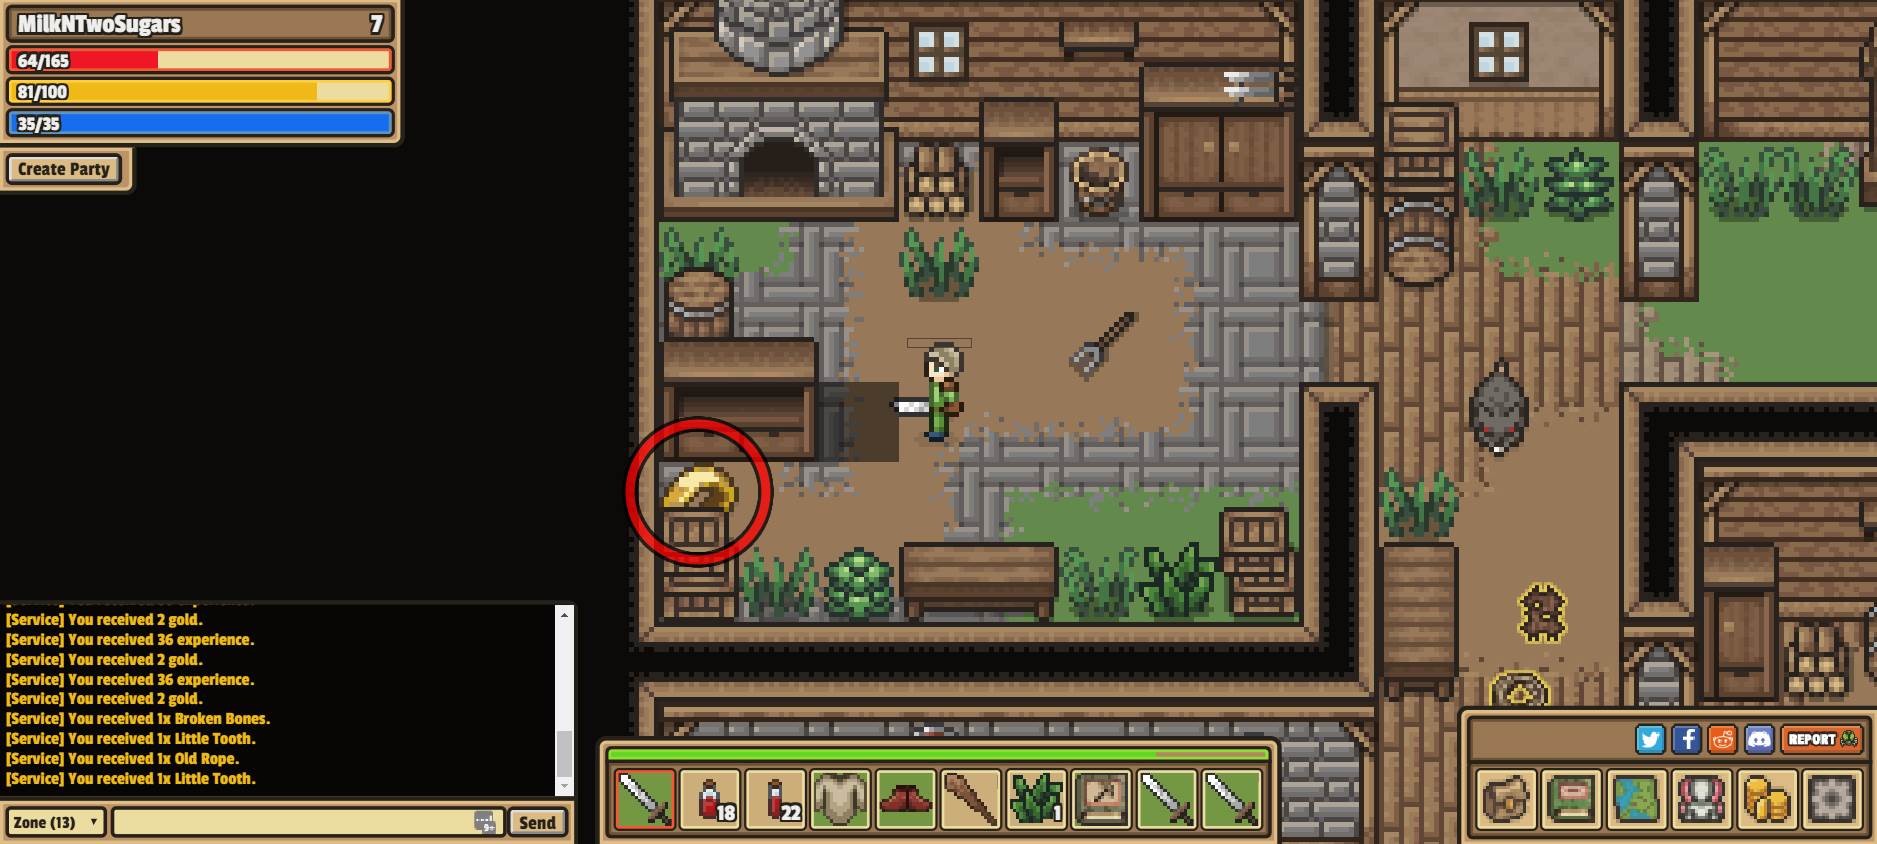 MilkNTwoSugars 7
64/165
81/100
35/35
Create Party
[Service] You received 2 gold.
[Service] You received 36 experience.
[Service] You received 2 gold.
[Service] You received 36 experience.
[Service] You received 2 gold.
[Service] You received 1x Broken Bones.
[Service] You received 1x Little Tooth.
[Service] You received 1x Old Rope.
[Service] You received 1x Little Tooth.
Zone (13) 9+ Send
18 22 1
REPORT